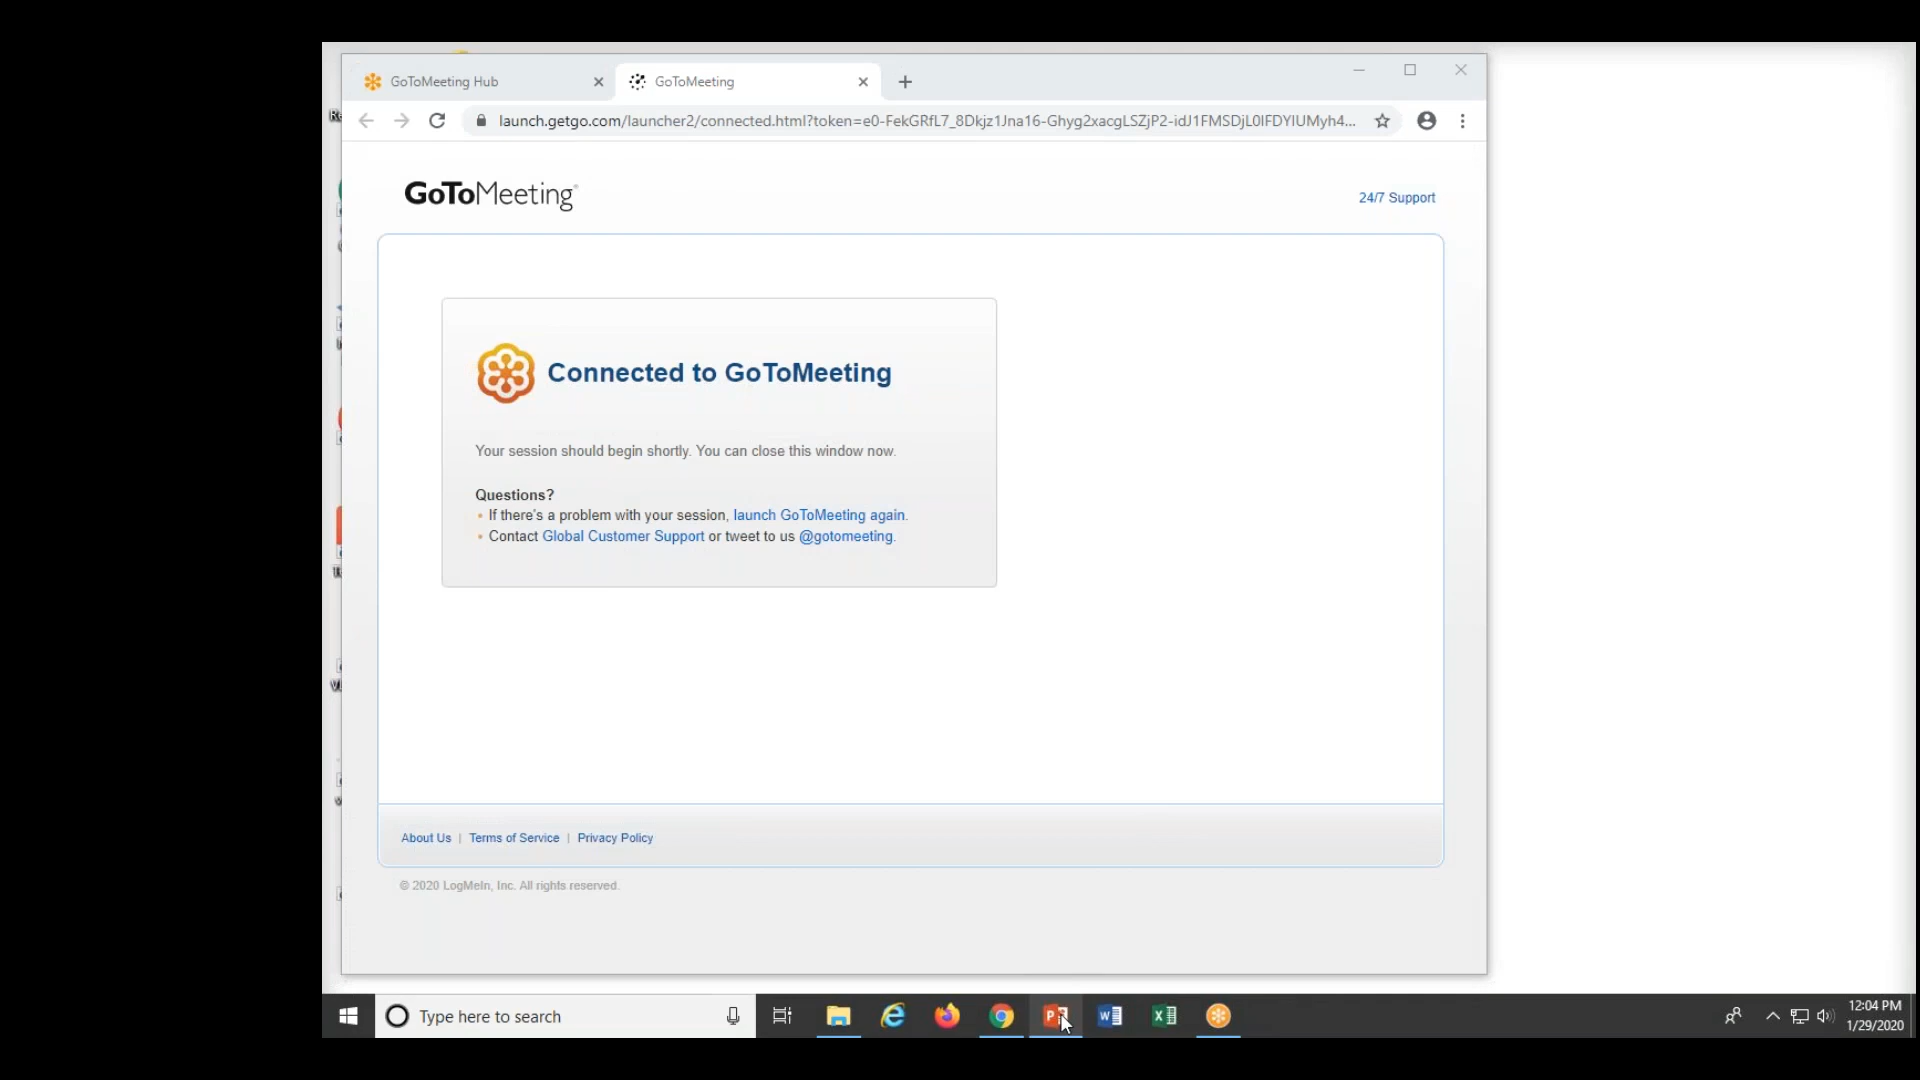 GoToMeeting Hub
GoToMeeting
launch.getgo.com/launcher2/connected.html?token=e0-FekGRfL7_8Dkjz1Jna16-Ghyg2xacgLSZjP2-idJ1FMSDjL0IFDYIUMyh4...
GoToMeeting
24/7 Support
Connected to GoToMeeting
Your session should begin shortly. You can close this window now.
Questions?
If there's a problem with your session, launch GoToMeeting again.
Contact Global Customer Support or tweet to us @gotomeeting.
About Us | Terms of Service | Privacy Policy
© 2020 LogMeIn, Inc. All rights reserved.
Type here to search
12:04 PM
1/29/2020